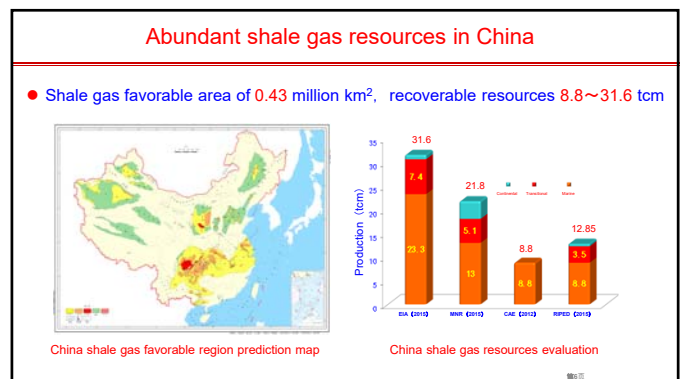 Abundant shale gas resources in China
● Shale gas favorable area of 0.43 million km², recoverable resources 8.8～31.6 tcm
China shale gas favorable region prediction map
Production （tcm）
35
30
25
20
15
10
5
0
31.6
7.4
23.3
21.8
5.1
13
8.8
8.8
12.85
3.5
8.8
Continental Transitional Marine
EIA（2015） MNR（2015） CAE（2012） RIPED（2015）
China shale gas resources evaluation